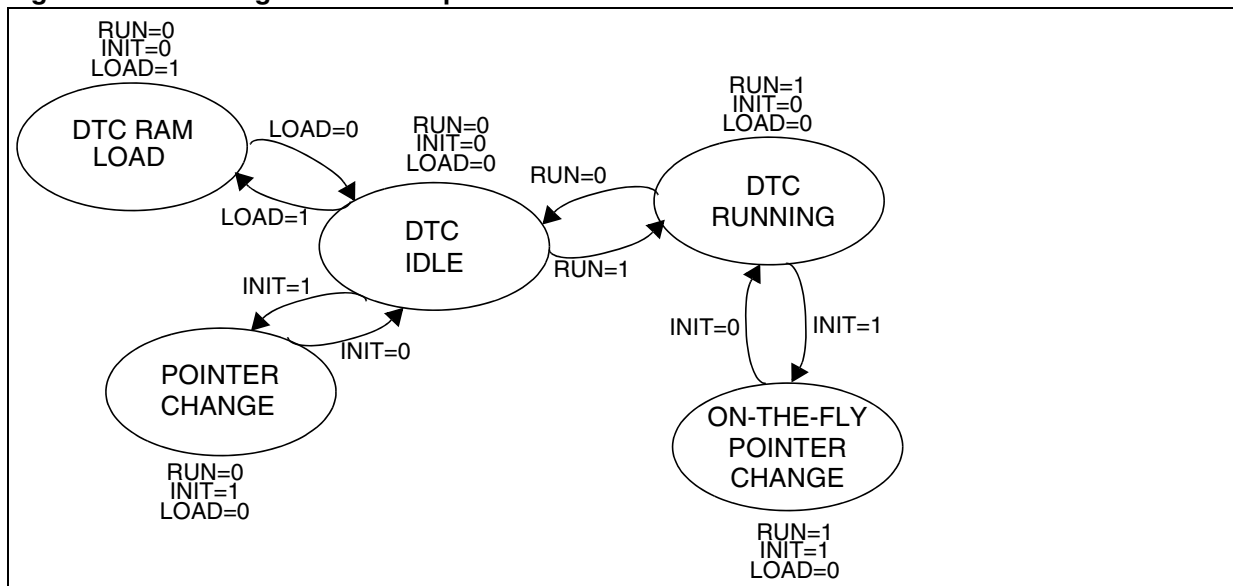 RUN=0
INIT=0
LOAD=1
DTC RAM
LOAD
LOAD=0
LOAD=1
RUN=0
INIT=0
LOAD=0
DTC
IDLE
RUN=0
RUN=1
RUN=1
INIT=0
LOAD=0
DTC
RUNNING
INIT=1
INIT=0
POINTER
CHANGE
RUN=0
INIT=1
LOAD=0
INIT=0
INIT=1
ON-THE-FLY
POINTER
CHANGE
RUN=1
INIT=1
LOAD=0